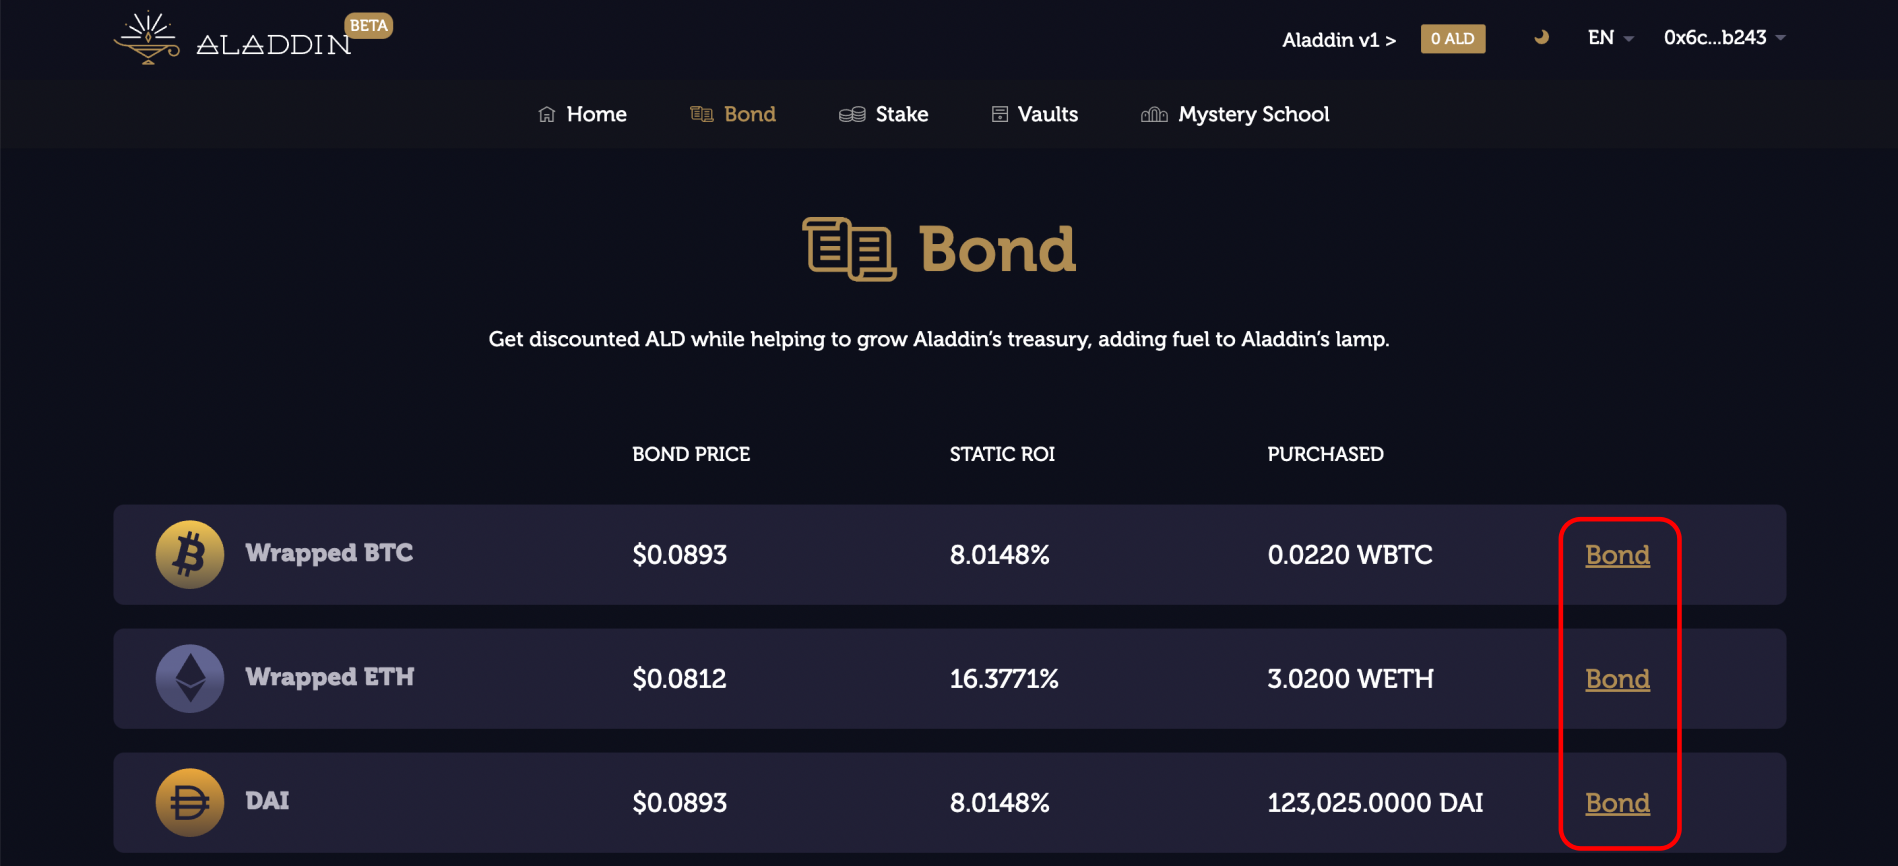 ALADDIN BETA
Aladdin v1 > 0 ALD EN 0x6c...b243
Home Bond Stake Vaults Mystery School
Bond
Get discounted ALD while helping to grow Aladdin’s treasury, adding fuel to Aladdin’s lamp.
BOND PRICE STATIC ROI PURCHASED
Wrapped BTC $0.0893 8.0148% 0.0220 WBTC Bond
Wrapped ETH $0.0812 16.3771% 3.0200 WETH Bond
DAI $0.0893 8.0148% 123,025.0000 DAI Bond